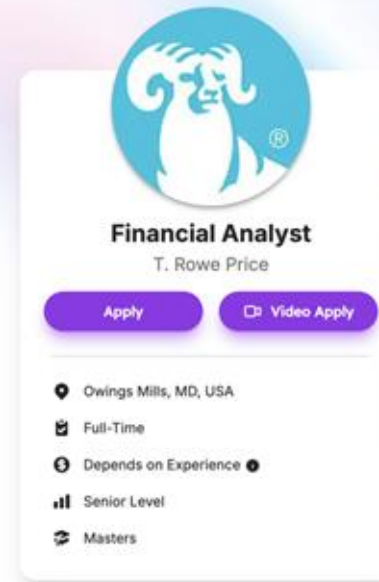 ®
Financial Analyst
T. Rowe Price
Apply
Video Apply
Owings Mills, MD, USA
Full-Time
Depends on Experience
Senior Level
Masters